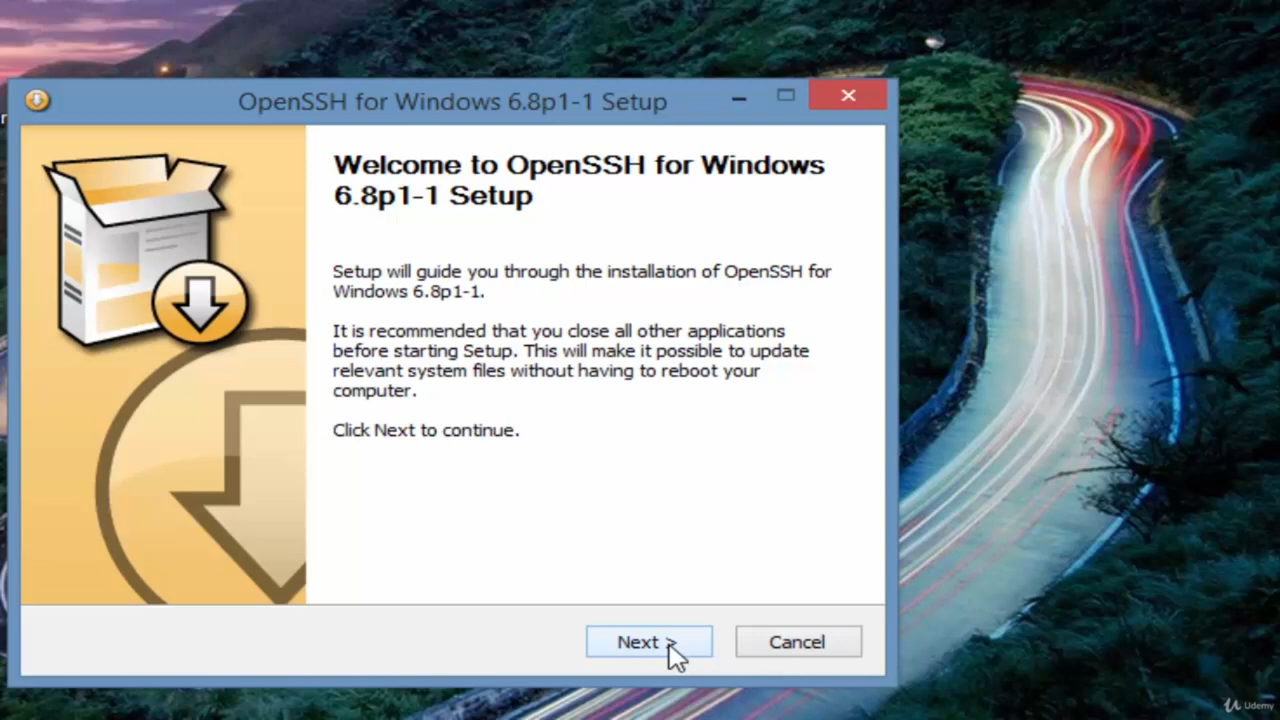 OpenSSH for Windows 6.8p1-1 Setup
Welcome to OpenSSH for Windows
6.8p1-1 Setup
Setup will guide you through the installation of OpenSSH for
Windows 6.8p1-1.
It is recommended that you close all other applications
before starting Setup. This will make it possible to update
relevant system files without having to reboot your
computer.
Click Next to continue.
Next >
Cancel
Udemy